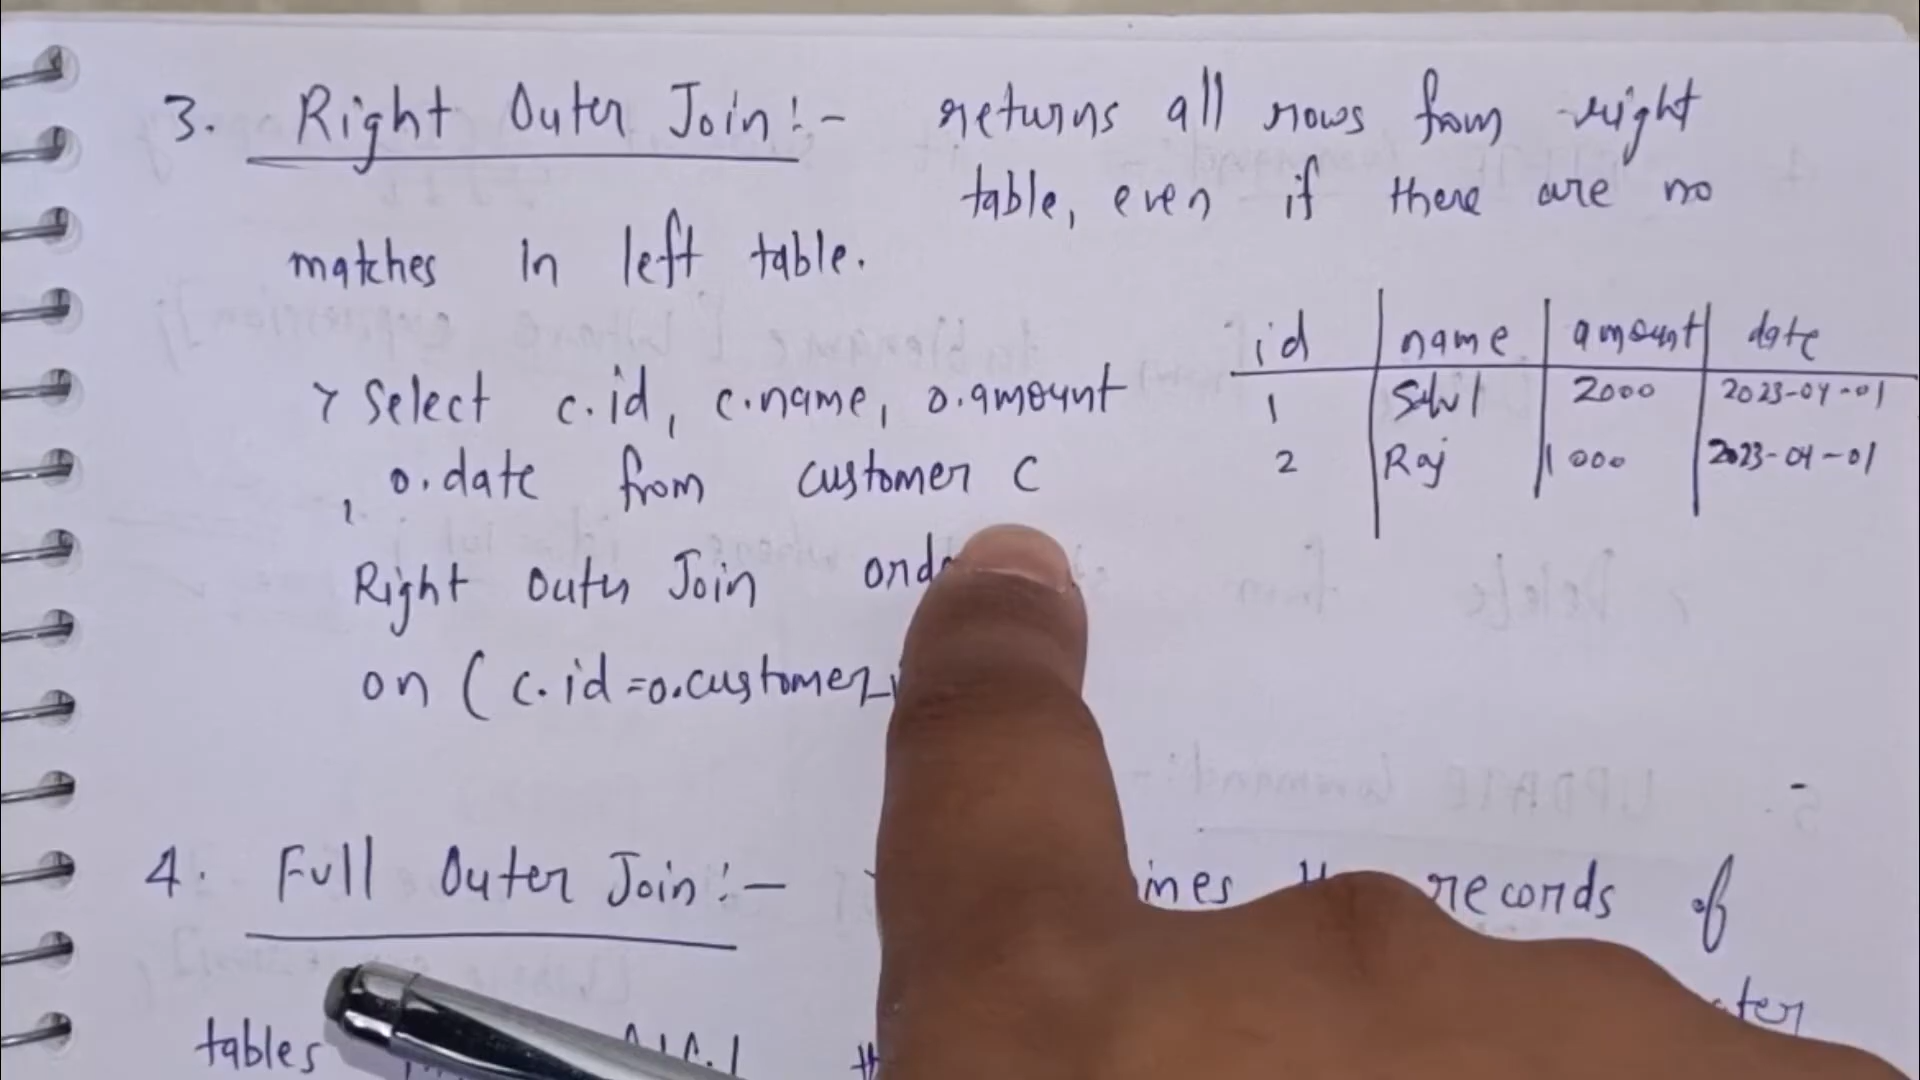 3. Right Outer Join:- returns all rows from right
table, even if there are no
matches in left table.
id | name | amount | date
1 | Sahil | 2000 | 2023-04-01
2 | Raj | 1000 | 2023-04-01
> Select c.id, c.name, o.amount
, o.date from customer C
Right Outer Join
on ( c.id=o.customer_
4. Full Outer Join:- records of
tables